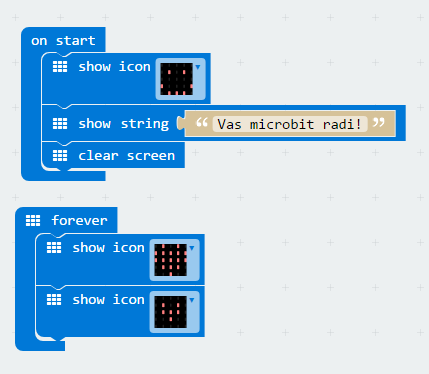 on start
show icon
show string “ Vas microbit radi! ”
clear screen
forever
show icon
show icon